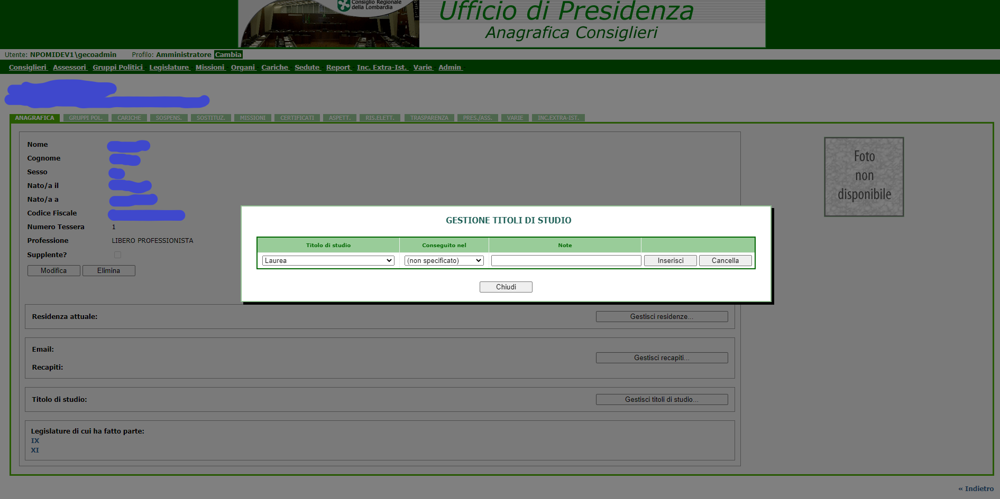 Consiglio Regionale
della Lombardia
Ufficio di Presidenza
Anagrafica Consiglieri
Utente: NPOMIDEV1\gecoadmin Profilo: Amministratore Cambia
Consiglieri Assessori Gruppi Politici Legislature Missioni Organi Cariche Sedute Report Inc. Extra-Ist. Varie Admin
ANAGRAFICA GRUPPI POL. CARICHE SOSPENS. SOSTITUZ. MISSIONI CERTIFICATI ASPETT. RIS.ELETT. TRASPARENZA PRES./ASS. VARIE INC.EXTRA-IST.
Nome
Cognome
Sesso
Nato/a il
Nato/a a
Codice Fiscale
Numero Tessera 1
Professione LIBERO PROFESSIONISTA
Supplente?
Modifica Elimina
Foto
non
disponibile
GESTIONE TITOLI DI STUDIO
Titolo di studio Conseguito nel Note
Laurea (non specificato) Inserisci Cancella
Chiudi
Residenza attuale: Gestisci residenze...
Email:
Gestisci recapiti...
Recapiti:
Titolo di studio: Gestisci titoli di studio...
Legislature di cui ha fatto parte:
IX
XI
« Indietro